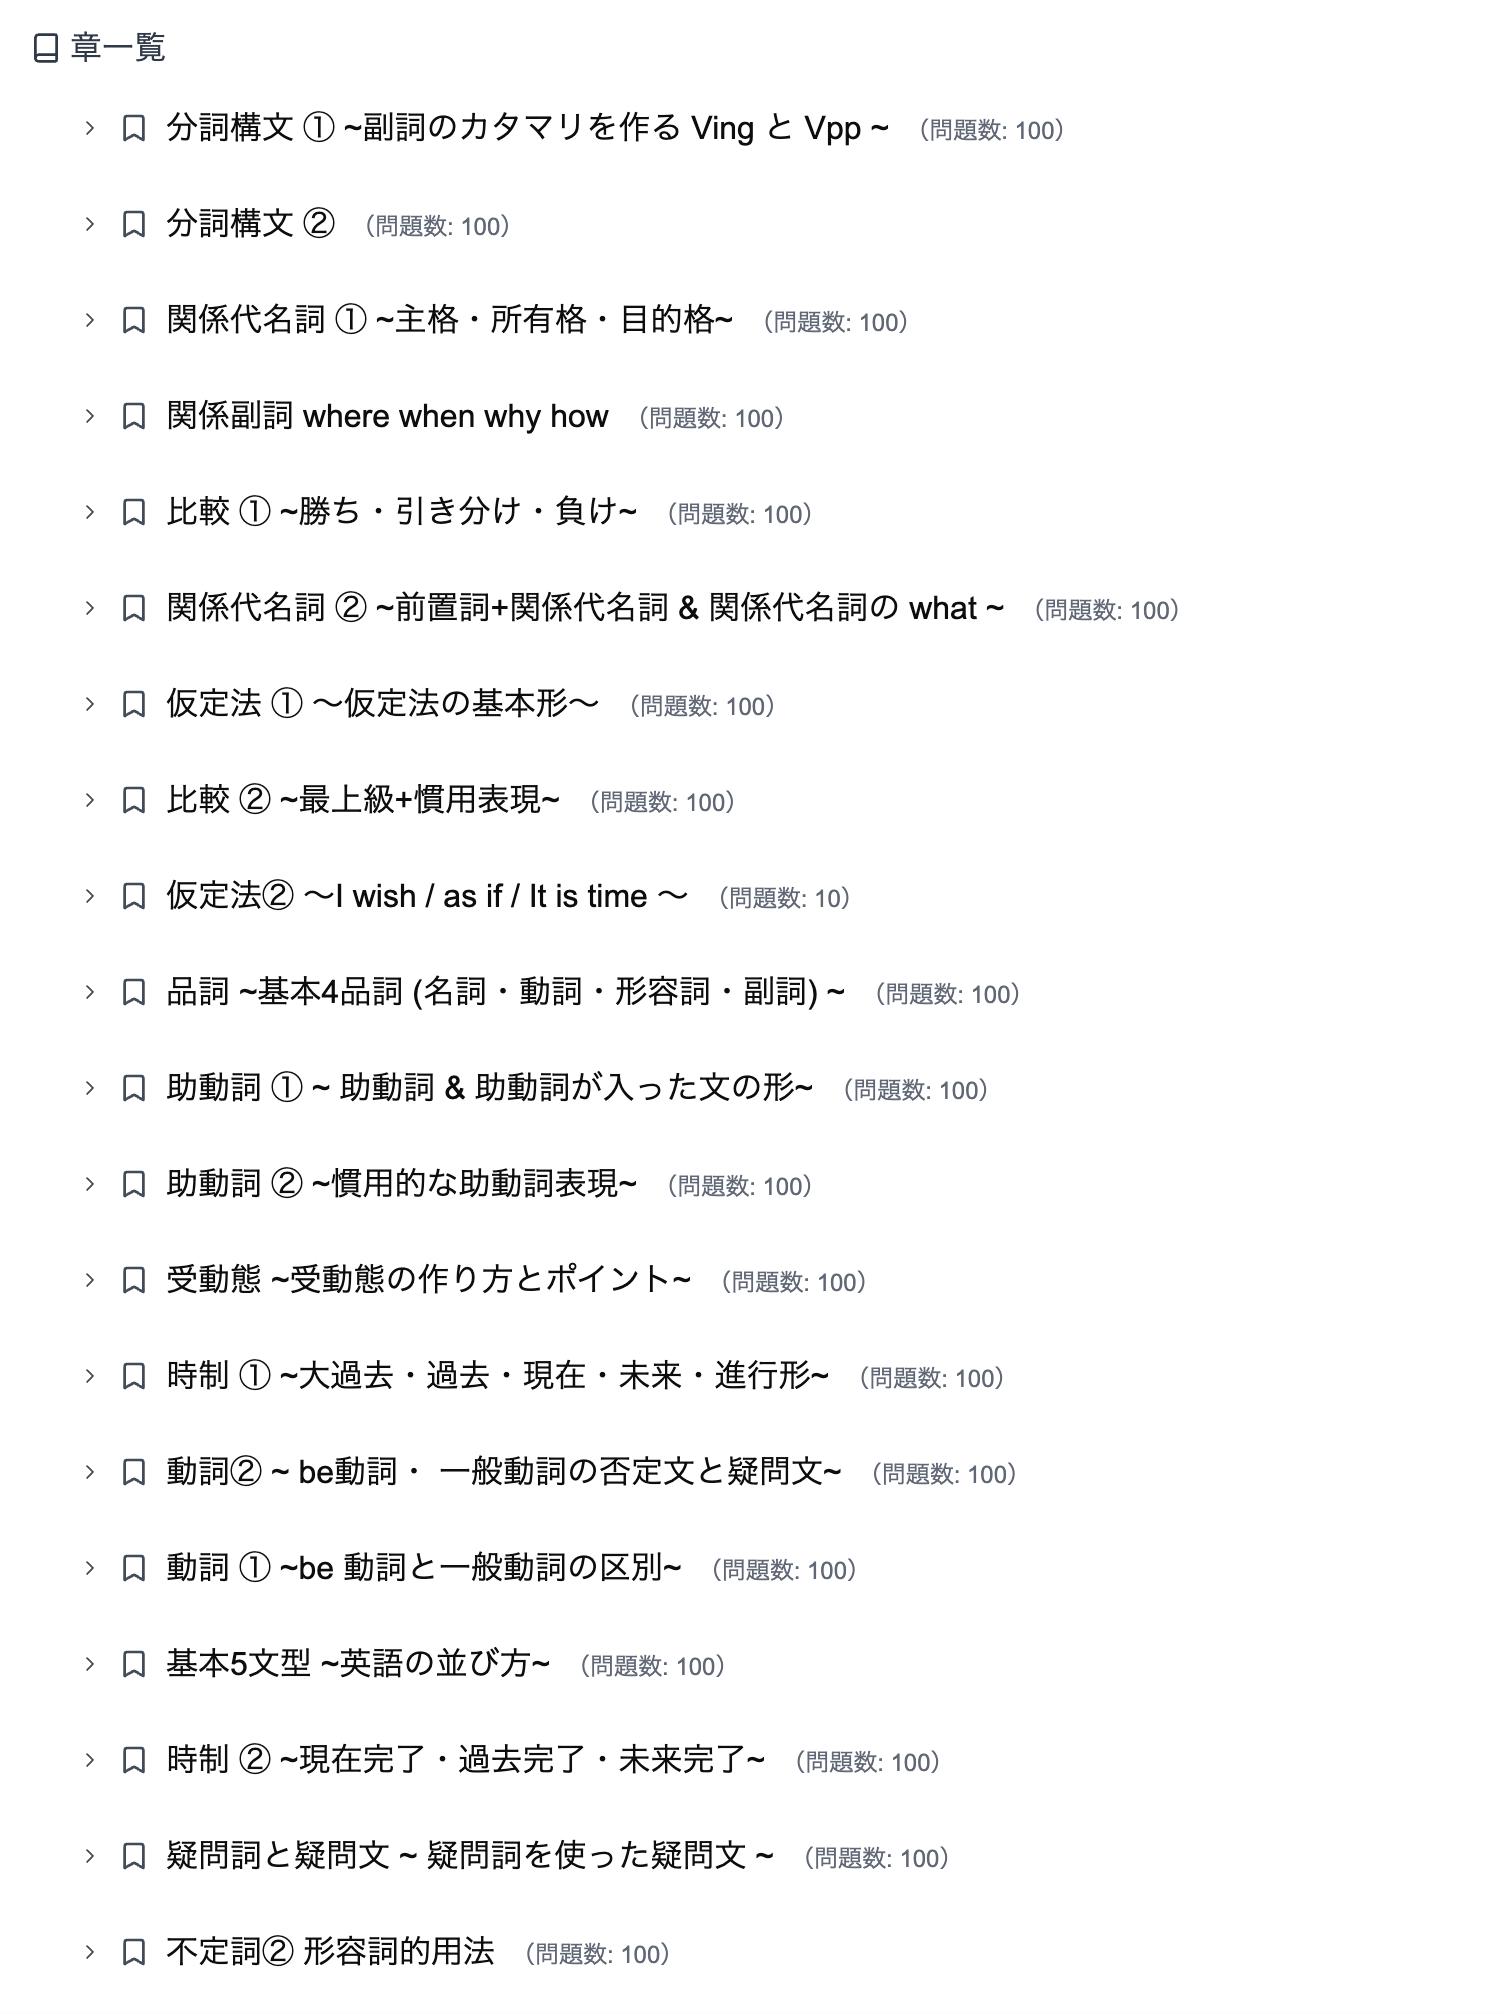 章一覧
分詞構文 ① ~副詞のカタマリを作る Ving と Vpp ~ （問題数: 100）
分詞構文 ② （問題数: 100）
関係代名詞 ① ~主格・所有格・目的格~ （問題数: 100）
関係副詞 where when why how （問題数: 100）
比較 ① ~勝ち・引き分け・負け~ （問題数: 100）
関係代名詞 ② ~前置詞+関係代名詞 & 関係代名詞の what ~ （問題数: 100）
仮定法 ① 〜仮定法の基本形〜 （問題数: 100）
比較 ② ~最上級+慣用表現~ （問題数: 100）
仮定法② 〜I wish / as if / It is time 〜 （問題数: 10）
品詞 ~基本4品詞 (名詞・動詞・形容詞・副詞) ~ （問題数: 100）
助動詞 ① ~ 助動詞 & 助動詞が入った文の形~ （問題数: 100）
助動詞 ② ~慣用的な助動詞表現~ （問題数: 100）
受動態 ~受動態の作り方とポイント~ （問題数: 100）
時制 ① ~大過去・過去・現在・未来・進行形~ （問題数: 100）
動詞② ~ be動詞・ 一般動詞の否定文と疑問文~ （問題数: 100）
動詞 ① ~be 動詞と一般動詞の区別~ （問題数: 100）
基本5文型 ~英語の並び方~ （問題数: 100）
時制 ② ~現在完了・過去完了・未来完了~ （問題数: 100）
疑問詞と疑問文 ~ 疑問詞を使った疑問文 ~ （問題数: 100）
不定詞② 形容詞的用法 （問題数: 100）